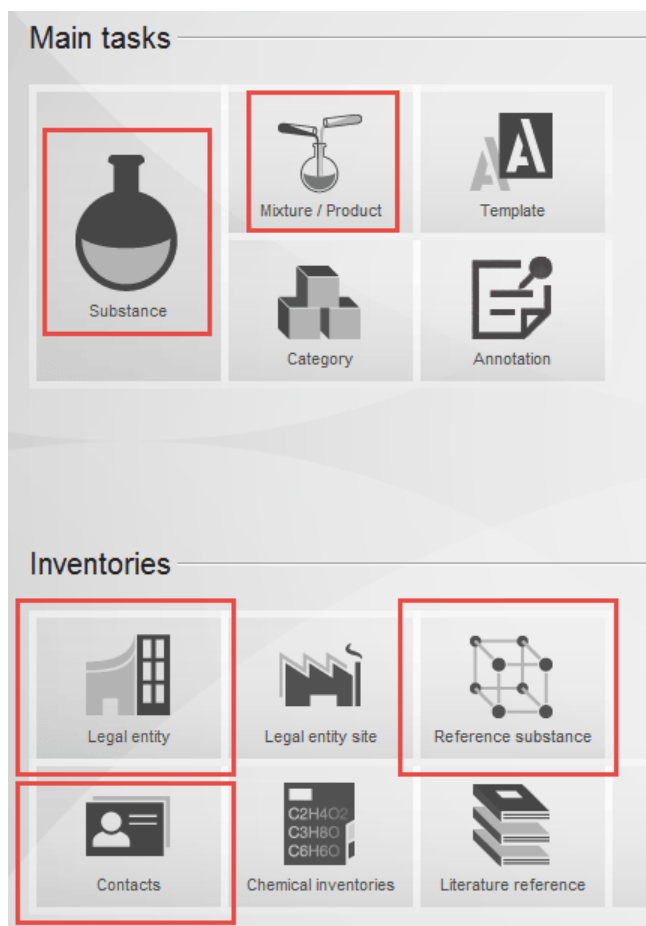 Main tasks
Substance
Mixture / Product
Template
Category
Annotation
Inventories
Legal entity
Legal entity site
Reference substance
Contacts
C2H4O2
C3H8O
C6H6O
Chemical inventories
Literature reference